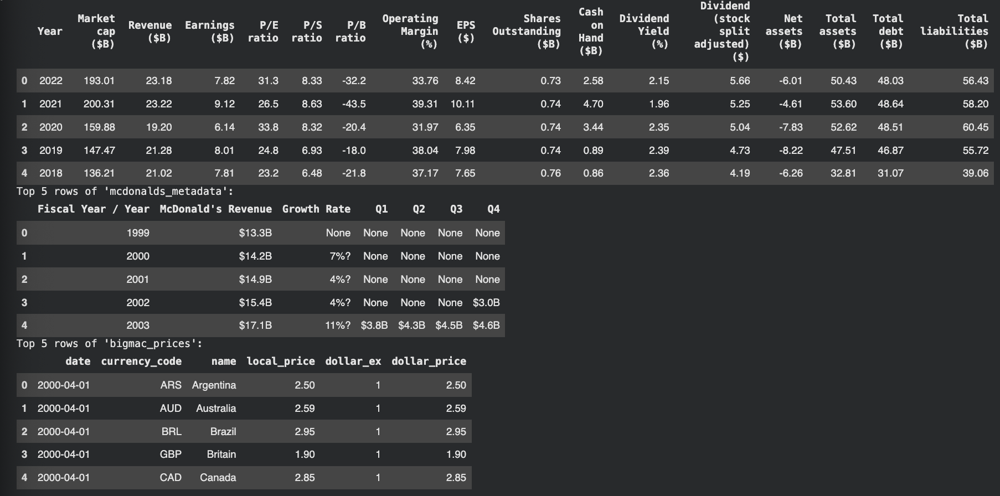 Year Market cap ($B) Revenue ($B) Earnings ($B) P/E ratio P/S ratio P/B ratio Operating Margin (%) EPS ($) Shares Outstanding ($B) Cash on Hand ($B) Dividend Yield (%) Dividend (stock split adjusted) ($) Net assets ($B) Total assets ($B) Total debt ($B) Total liabilities ($B)
0 2022 193.01 23.18 7.82 31.3 8.33 -32.2 33.76 8.42 0.73 2.58 2.15 5.66 -6.01 50.43 48.03 56.43
1 2021 200.31 23.22 9.12 26.5 8.63 -43.5 39.31 10.11 0.74 4.70 1.96 5.25 -4.61 53.60 48.64 58.20
2 2020 159.88 19.20 6.14 33.8 8.32 -20.4 31.97 6.35 0.74 3.44 2.35 5.04 -7.83 52.62 48.51 60.45
3 2019 147.47 21.28 8.01 24.8 6.93 -18.0 38.04 7.98 0.74 0.89 2.39 4.73 -8.22 47.51 46.87 55.72
4 2018 136.21 21.02 7.81 23.2 6.48 -21.8 37.17 7.65 0.76 0.86 2.36 4.19 -6.26 32.81 31.07 39.06
Top 5 rows of 'mcdonalds_metadata':
Fiscal Year / Year McDonald's Revenue Growth Rate Q1 Q2 Q3 Q4
0 1999 $13.3B None None None None None
1 2000 $14.2B 7%? None None None None
2 2001 $14.9B 4%? None None None None
3 2002 $15.4B 4%? None None None $3.0B
4 2003 $17.1B 11%? $3.8B $4.3B $4.5B $4.6B
Top 5 rows of 'bigmac_prices':
date currency_code name local_price dollar_ex dollar_price
0 2000-04-01 ARS Argentina 2.50 1 2.50
1 2000-04-01 AUD Australia 2.59 1 2.59
2 2000-04-01 BRL Brazil 2.95 1 2.95
3 2000-04-01 GBP Britain 1.90 1 1.90
4 2000-04-01 CAD Canada 2.85 1 2.85